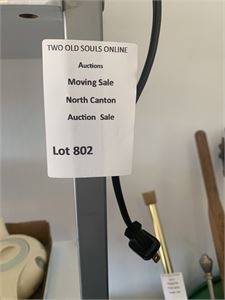 TWO OLD SOULS ONLINE
Auctions
Moving Sale
North Canton
Auction Sale
Lot 802